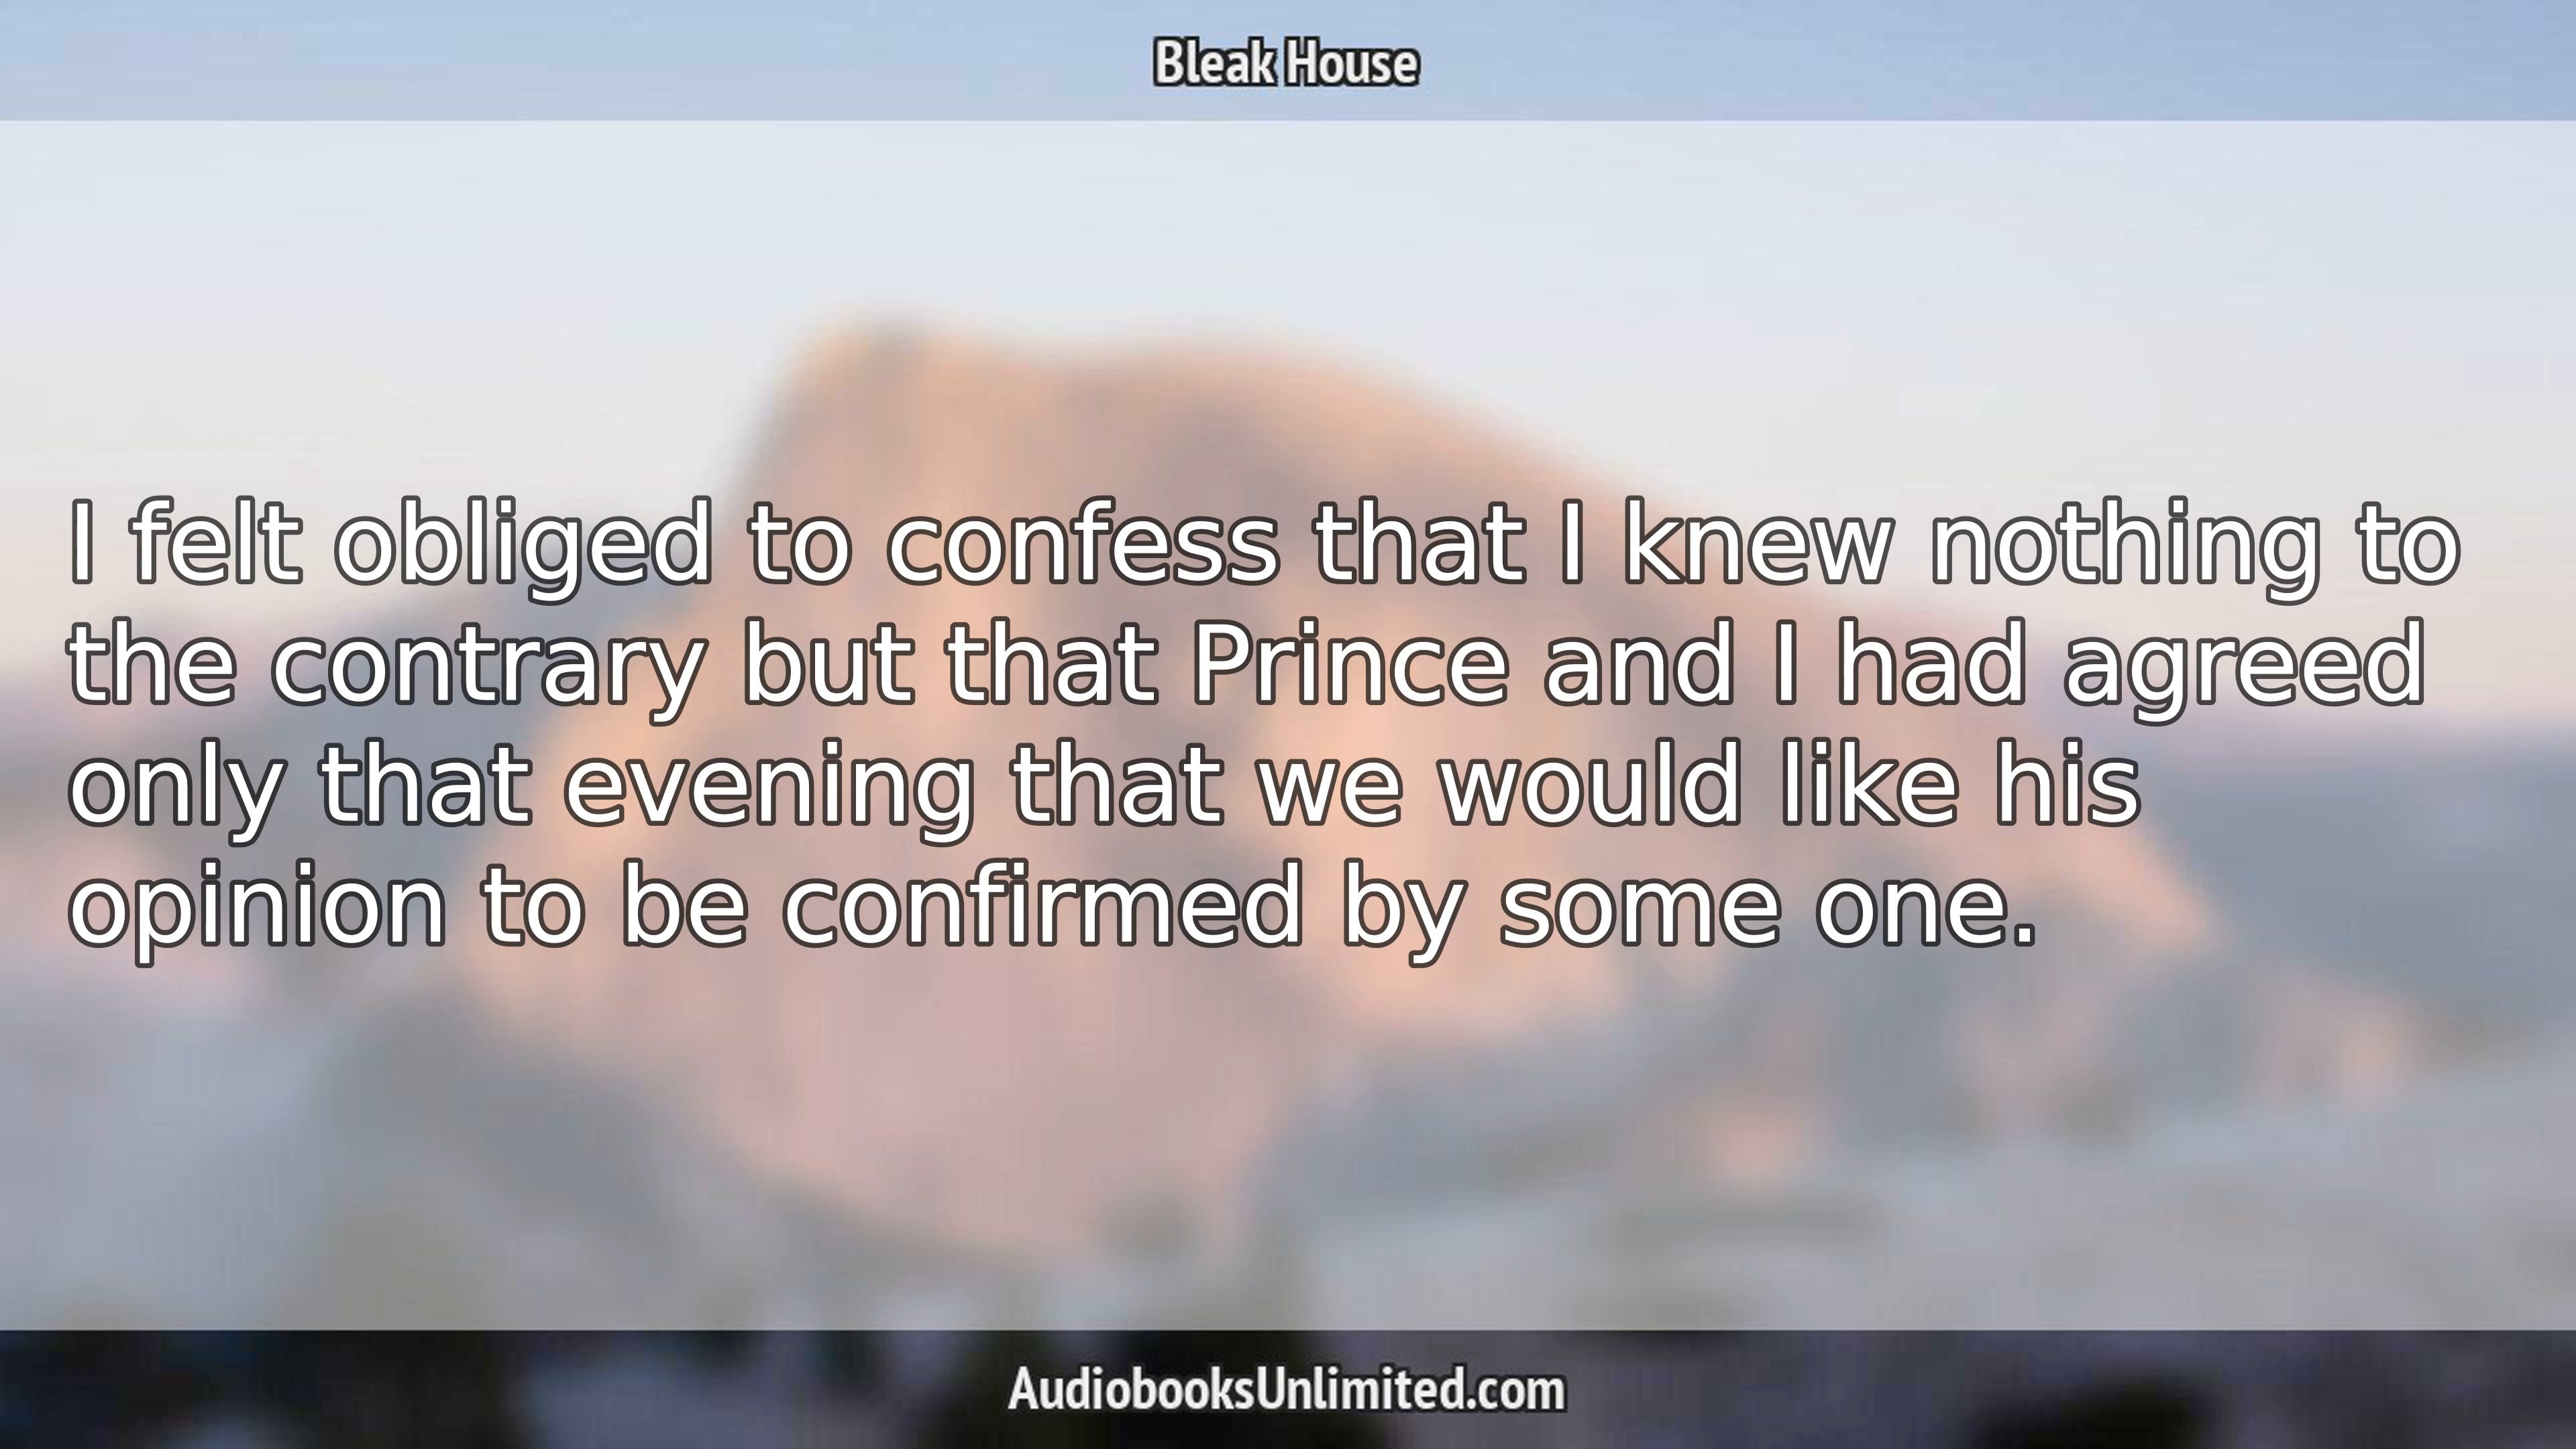 Bleak House
I felt obliged to confess that I knew nothing to
the contrary but that Prince and I had agreed
only that evening that we would like his
opinion to be confirmed by some one.
AudiobooksUnlimited.com